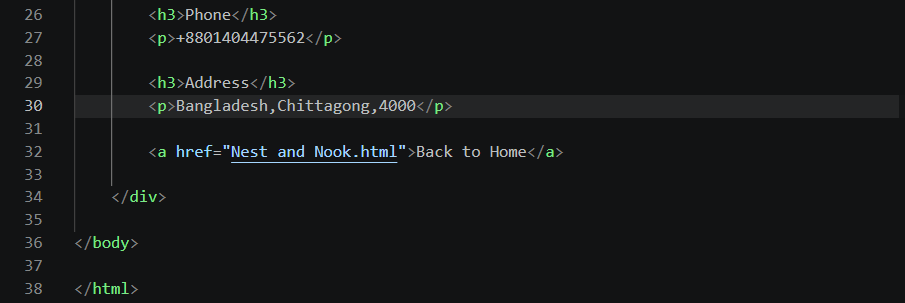 26 <h3>Phone</h3>
27 <p>+8801404475562</p>
28
29 <h3>Address</h3>
30 <p>Bangladesh,Chittagong,4000</p>
31
32 <a href="Nest and Nook.html">Back to Home</a>
33
34 </div>
35
36 </body>
37
38 </html>